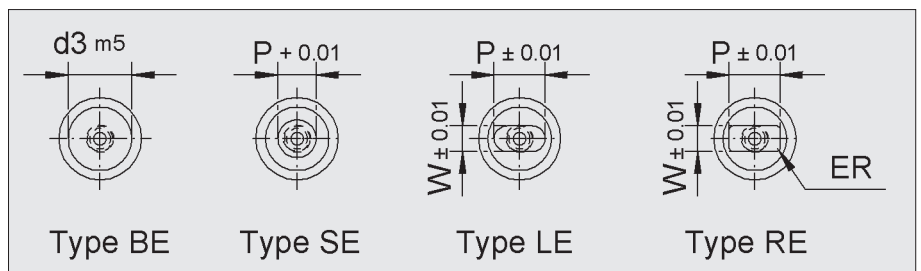 d3 m5
P + 0.01
P ± 0.01
P ± 0.01
W ± 0.01
W ± 0.01
ER
Type BE
Type SE
Type LE
Type RE